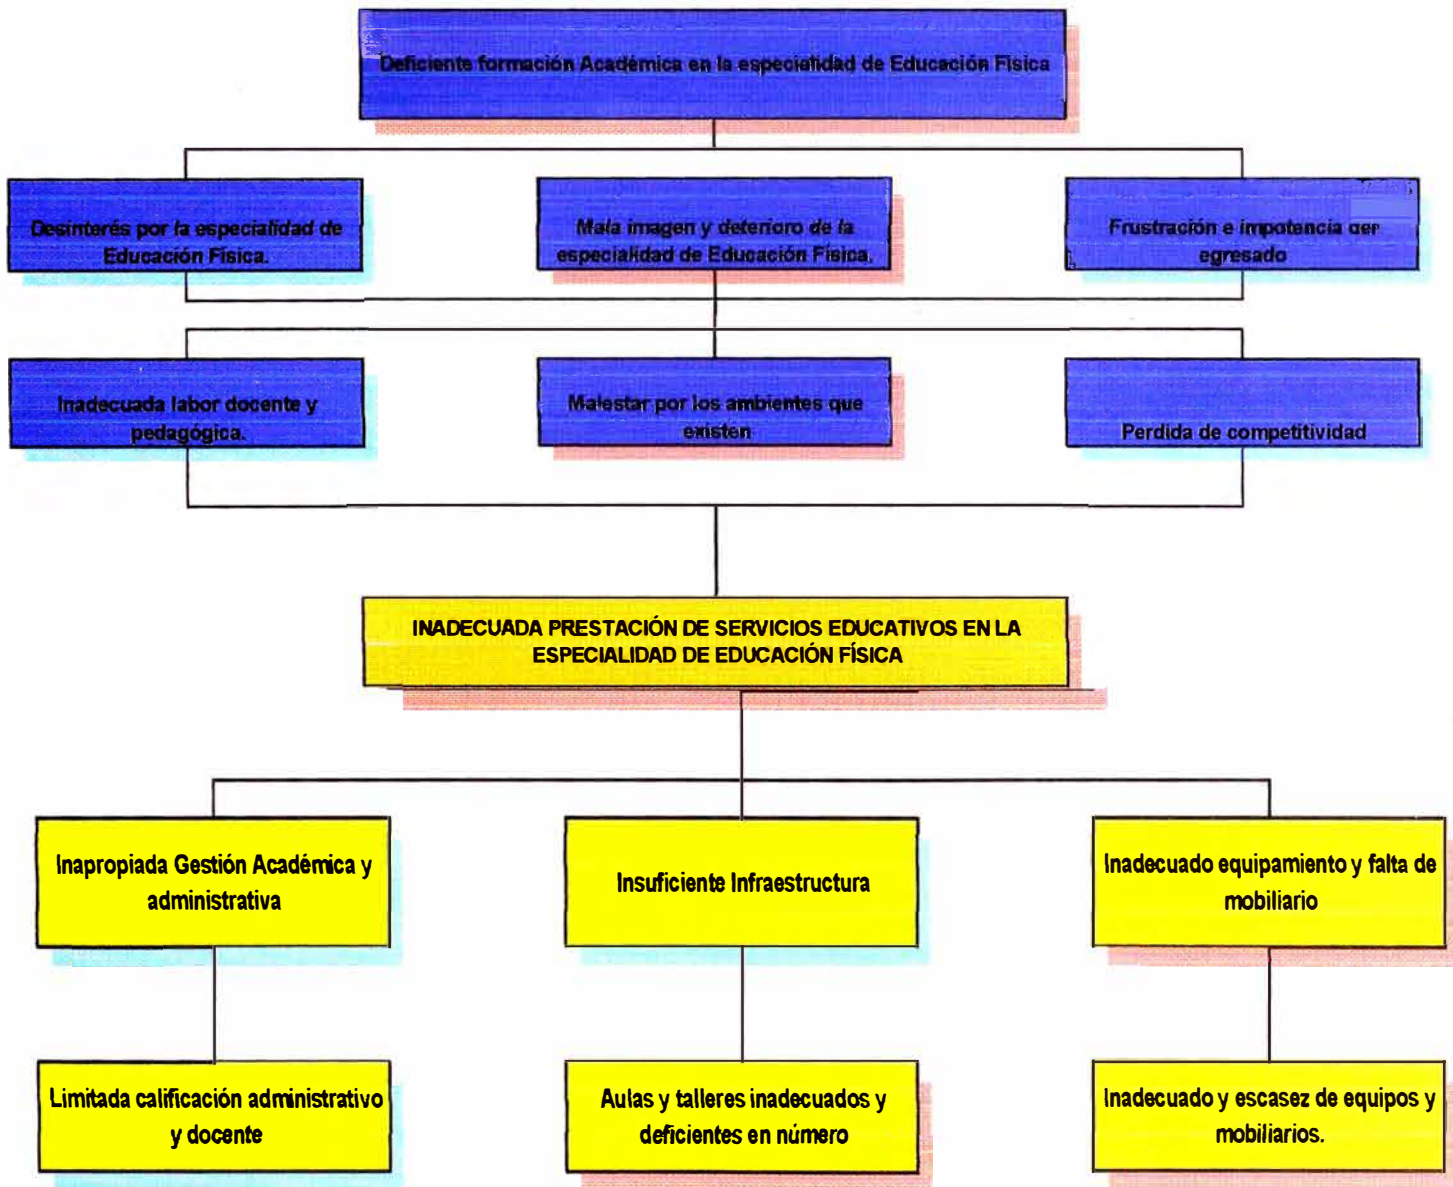 Deficiente formación Académica en la especialidad de Educación Física
Desinterés por la especialidad de
Educación Física.
Mala imagen y deterioro de la
especialidad de Educación Física.
Frustración e impotencia
egresado
Inadecuada labor docente y
pedagógica.
Malestar por los ambientes que
existen
Perdida de competitividad
INADECUADA PRESTACIÓN DE SERVICIOS EDUCATIVOS EN LA
ESPECIALIDAD DE EDUCACIÓN FÍSICA
Inapropiada Gestión Académica y
administrativa
Insuficiente Infraestructura
Inadecuado equipamiento y falta de
mobiliario
Limitada calificación administrativo
y docente
Aulas y talleres inadecuados y
deficientes en número
Inadecuado y escasez de equipos y
mobiliarios.